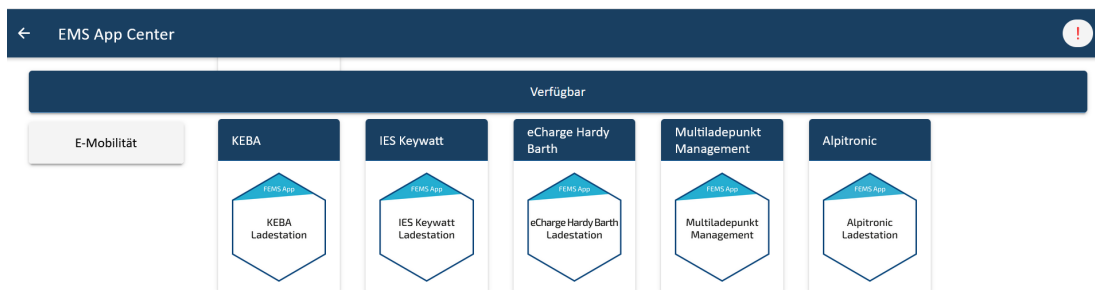 EMS App Center
!
Verfügbar
E-Mobilität
KEBA
IES Keywatt
eCharge Hardy
Barth
Multiladepunkt
Management
Alpitronic
FEMS App
KEBA
Ladestation
FEMS App
IES Keywatt
Ladestation
FEMS App
eCharge Hardy Barth
Ladestation
FEMS App
Multiladepunkt
Management
FEMS App
Alpitronic
Ladestation